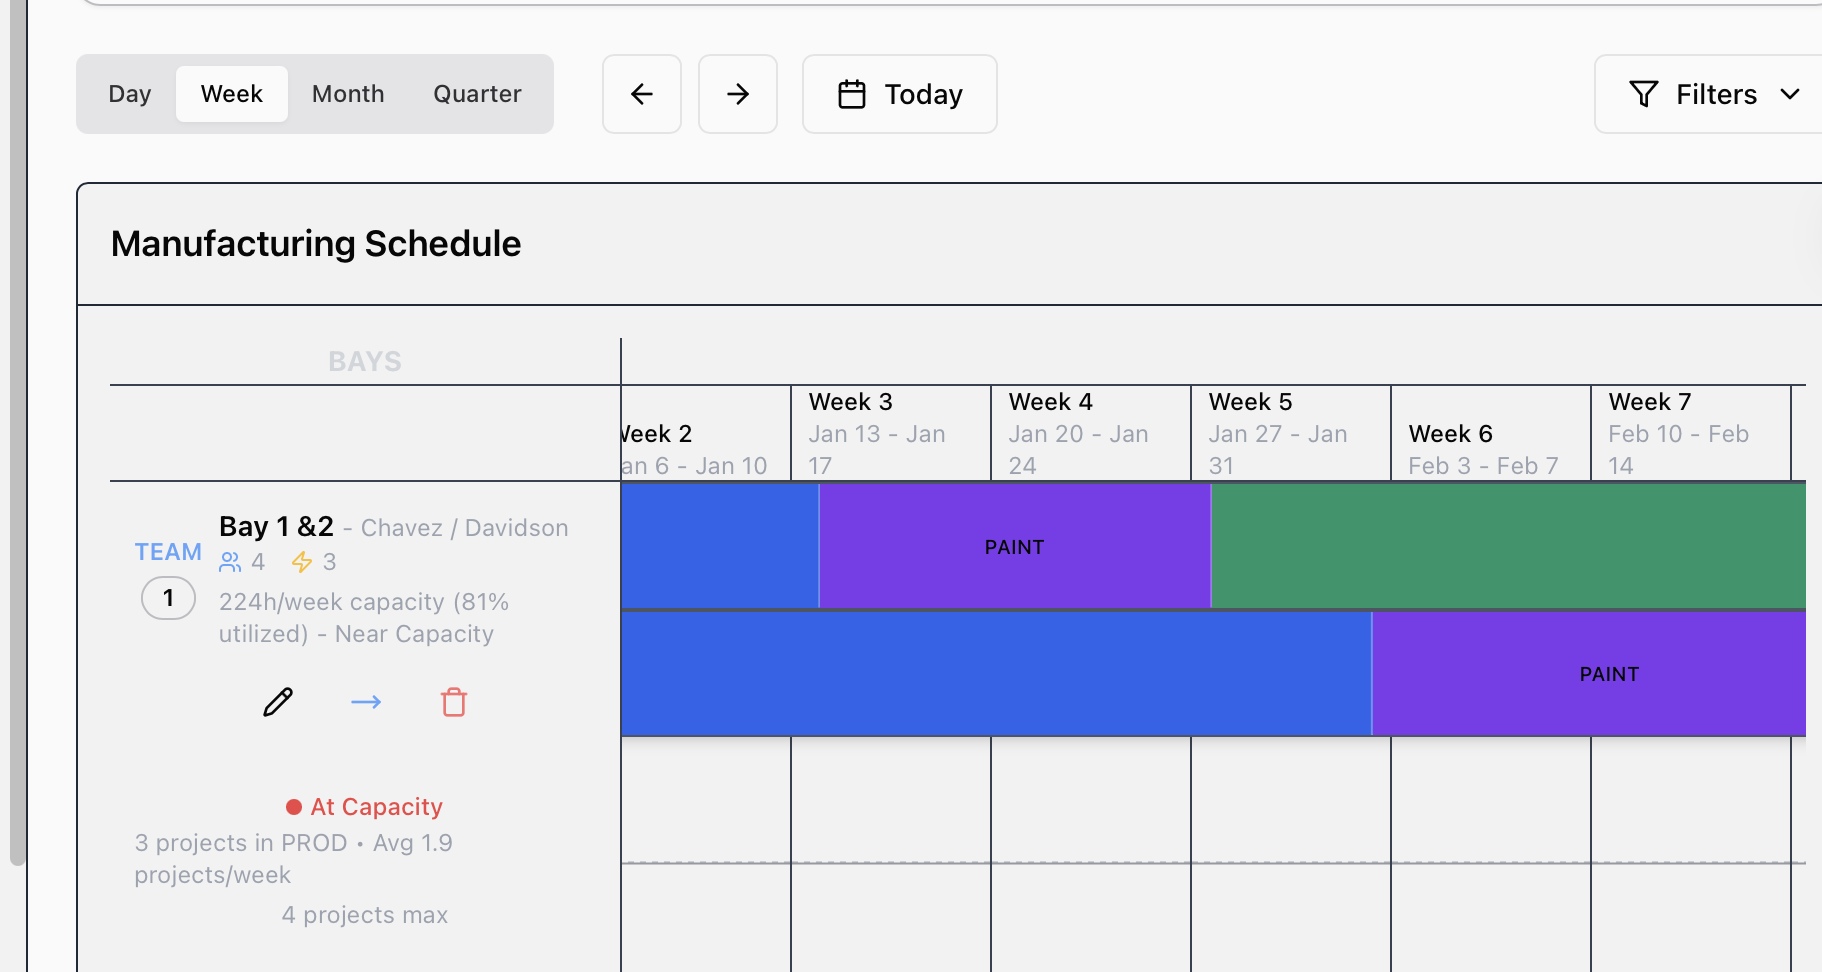 Day Week Month Quarter Today Filters
Manufacturing Schedule
BAYS
Week 2
an 6 - Jan 10
Week 3
Jan 13 - Jan
17
Week 4
Jan 20 - Jan
24
Week 5
Jan 27 - Jan
31
Week 6
Feb 3 - Feb 7
Week 7
Feb 10 - Feb
14
TEAM
1
Bay 1 &2 - Chavez / Davidson
4 3
224h/week capacity (81%
utilized) - Near Capacity
At Capacity
3 projects in PROD • Avg 1.9
projects/week
4 projects max
PAINT
PAINT